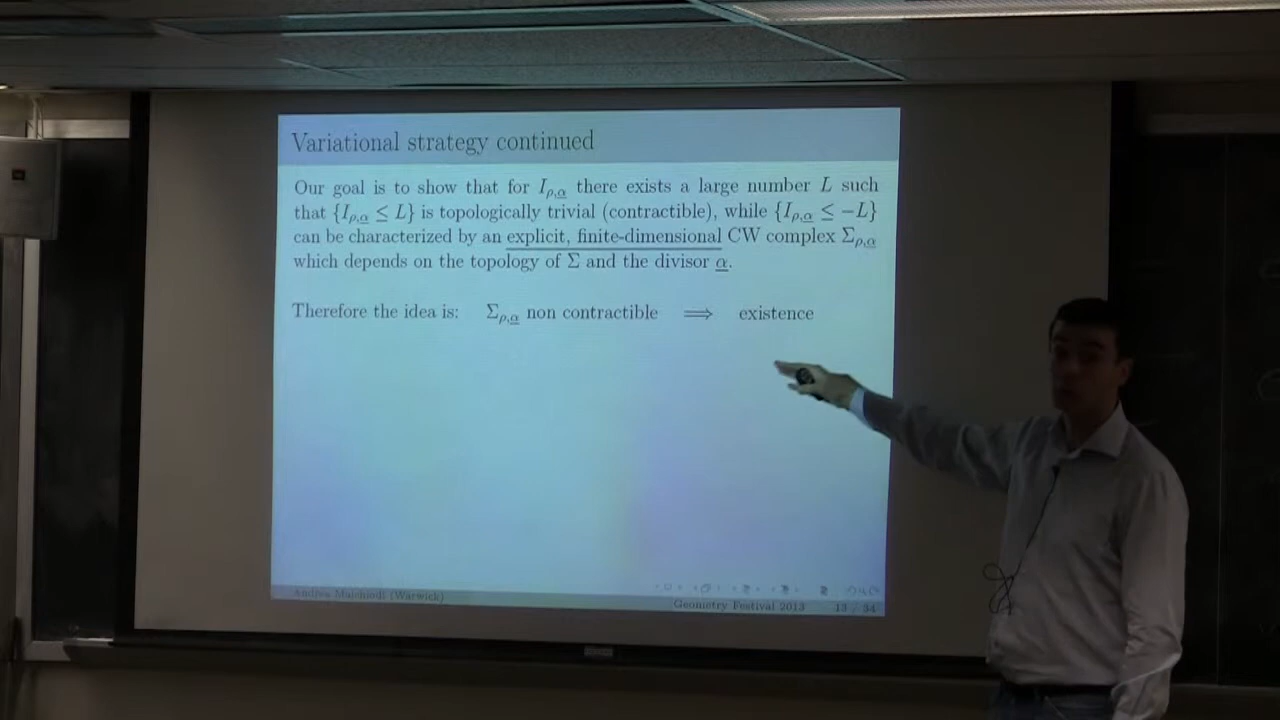 Variational strategy continued
Our goal is to show that for I_{ρ,α̲} there exists a large number L such
that {I_{ρ,α̲} ≤ L} is topologically trivial (contractible), while {I_{ρ,α̲} ≤ −L}
can be characterized by an explicit, finite-dimensional CW complex Σ_{ρ,α̲}
which depends on the topology of Σ and the divisor α̲.
Therefore the idea is: Σ_{ρ,α̲} non contractible ⟹ existence
Andrea Malchiodi (Warwick)
Geometry Festival 2013
13 / 34